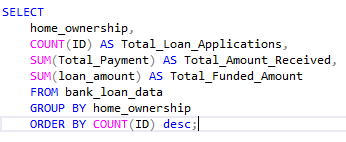 SELECT
home_ownership,
COUNT(ID) AS Total_Loan_Applications,
SUM(Total_Payment) AS Total_Amount_Received,
SUM(loan_amount) AS Total_Funded_Amount
FROM bank_loan_data
GROUP BY home_ownership
ORDER BY COUNT(ID) desc;